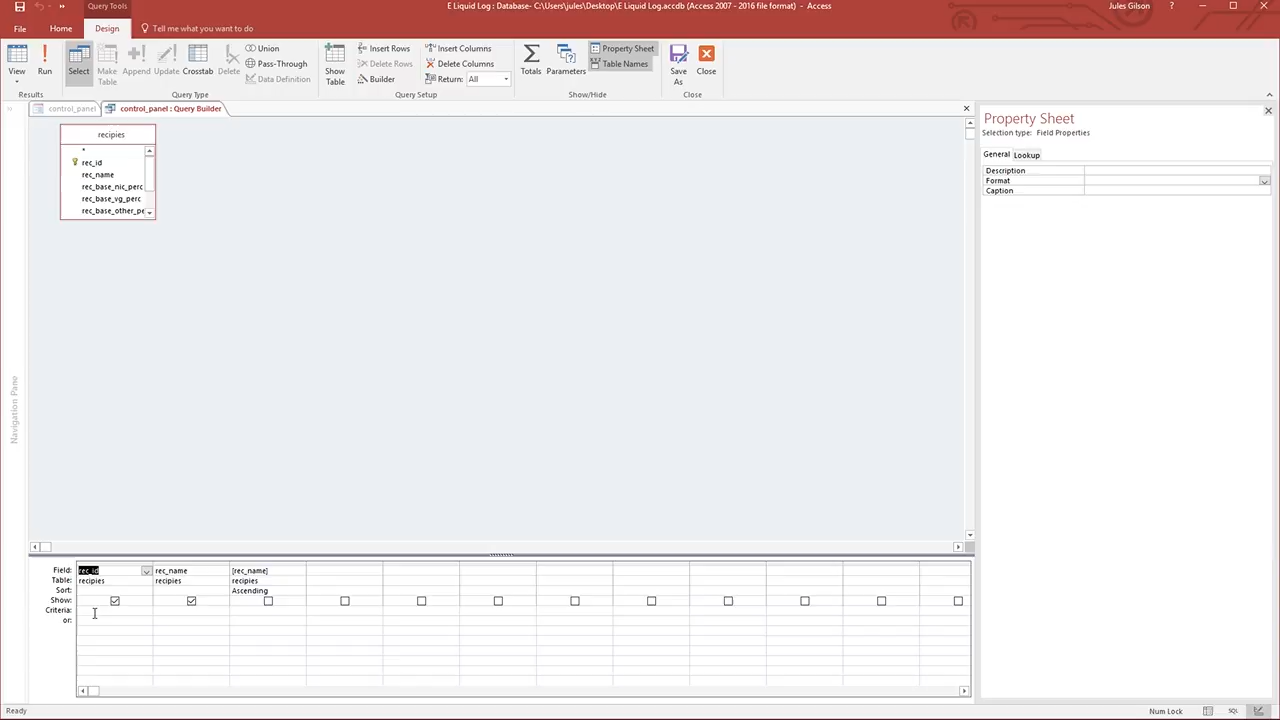 Query Tools
E Liquid Log : Database- C:\Users\jules\Desktop\E Liquid Log.accdb (Access 2007 - 2016 file format) - Access
Jules Gilson
File Home Design Tell me what you want to do
View Run Select Make Table Append Update Crosstab Delete
Union
Pass-Through
Data Definition
Show Table
Insert Rows
Delete Rows
Builder
Insert Columns
Delete Columns
Return: All
Totals Parameters
Property Sheet
Table Names
Save As Close
Results Query Type Query Setup Show/Hide Close
control_panel control_panel : Query Builder
recipies
*
rec_id
rec_name
rec_base_nic_perc
rec_base_vg_perc
rec_base_other_pe
Property Sheet
Selection type: Field Properties
General Lookup
Description
Format
Caption
Navigation Pane
Field: rec_id rec_name [rec_name]
Table: recipies recipies recipies
Sort: Ascending
Show:
Criteria:
or:
Ready
Num Lock
SQL